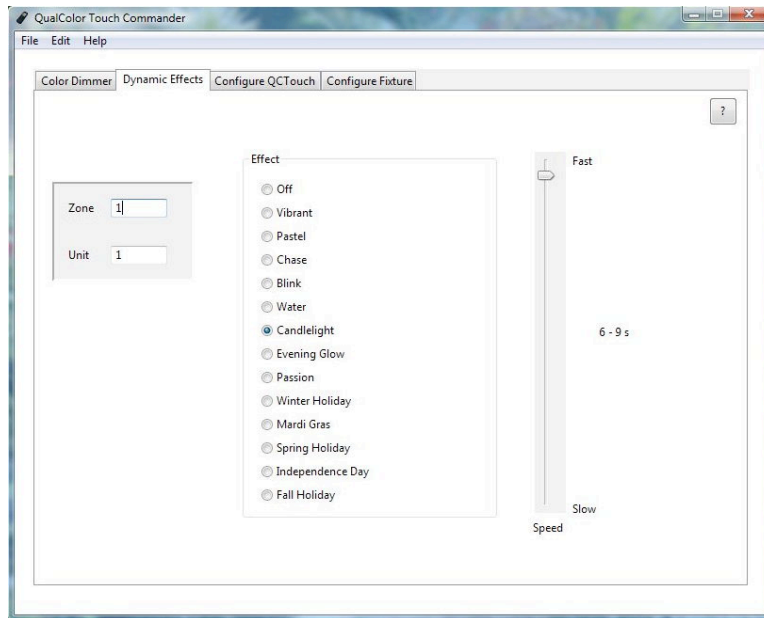 QualColor Touch Commander
File Edit Help
Color Dimmer Dynamic Effects Configure QCTouch Configure Fixture
?
Effect
Fast
Off
Zone 1
Vibrant
Pastel
Unit 1
Chase
Blink
Water
Candlelight
6 - 9 s
Evening Glow
Passion
Winter Holiday
Mardi Gras
Spring Holiday
Independence Day
Fall Holiday
Slow
Speed